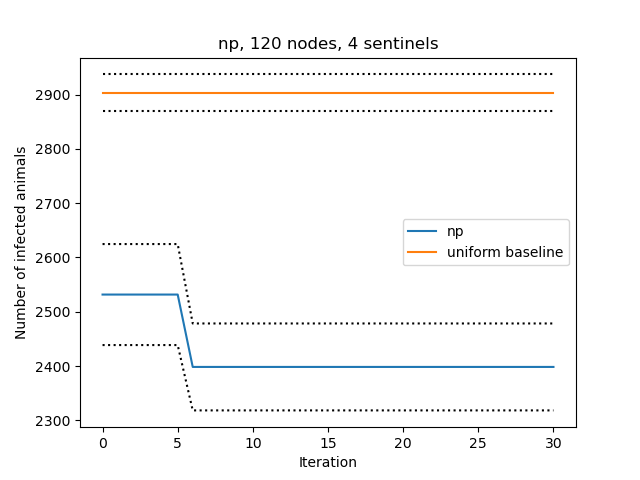 np, 120 nodes, 4 sentinels
Number of infected animals
2900
2800
2700
2600
2500
2400
2300
np
uniform baseline
0 5 10 15 20 25 30
Iteration